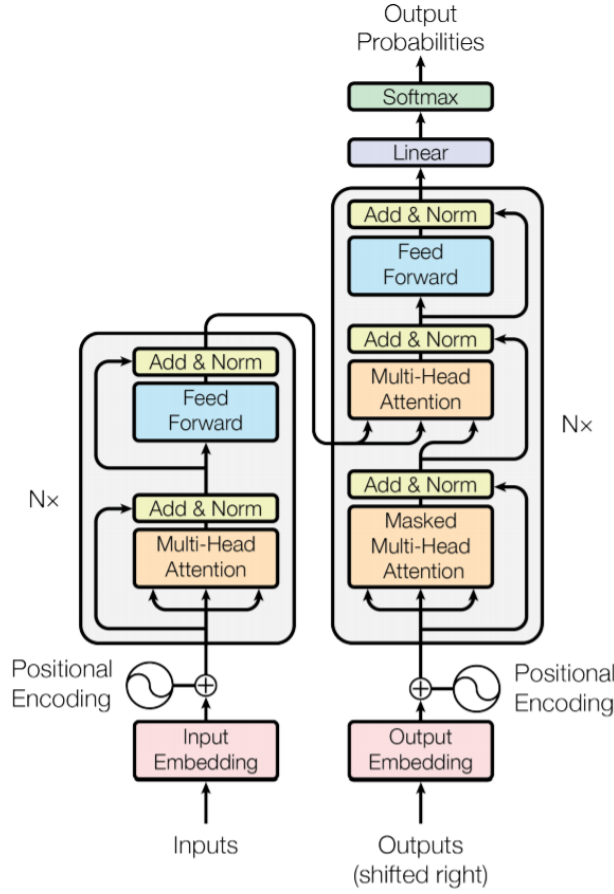 Output
Probabilities
Softmax
Linear
Add & Norm
Feed
Forward
Add & Norm
Multi-Head
Attention
Add & Norm
Masked
Multi-Head
Attention
N×
Add & Norm
Feed
Forward
N×
Add & Norm
Multi-Head
Attention
Positional
Encoding
Positional
Encoding
Input
Embedding
Output
Embedding
Inputs
Outputs
(shifted right)